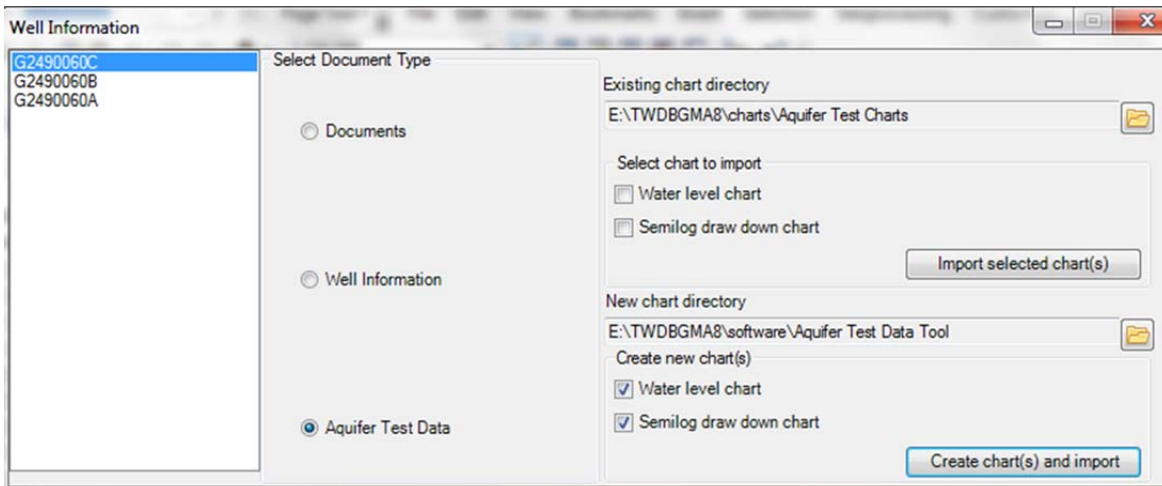 Well Information
G2490060C
G2490060B
G2490060A
Select Document Type
Documents
Well Information
Aquifer Test Data
Existing chart directory
E:\TWDBGMA8\charts\Aquifer Test Charts
Select chart to import
Water level chart
Semilog draw down chart
Import selected chart(s)
New chart directory
E:\TWDBGMA8\software\Aquifer Test Data Tool
Create new chart(s)
Water level chart
Semilog draw down chart
Create chart(s) and import